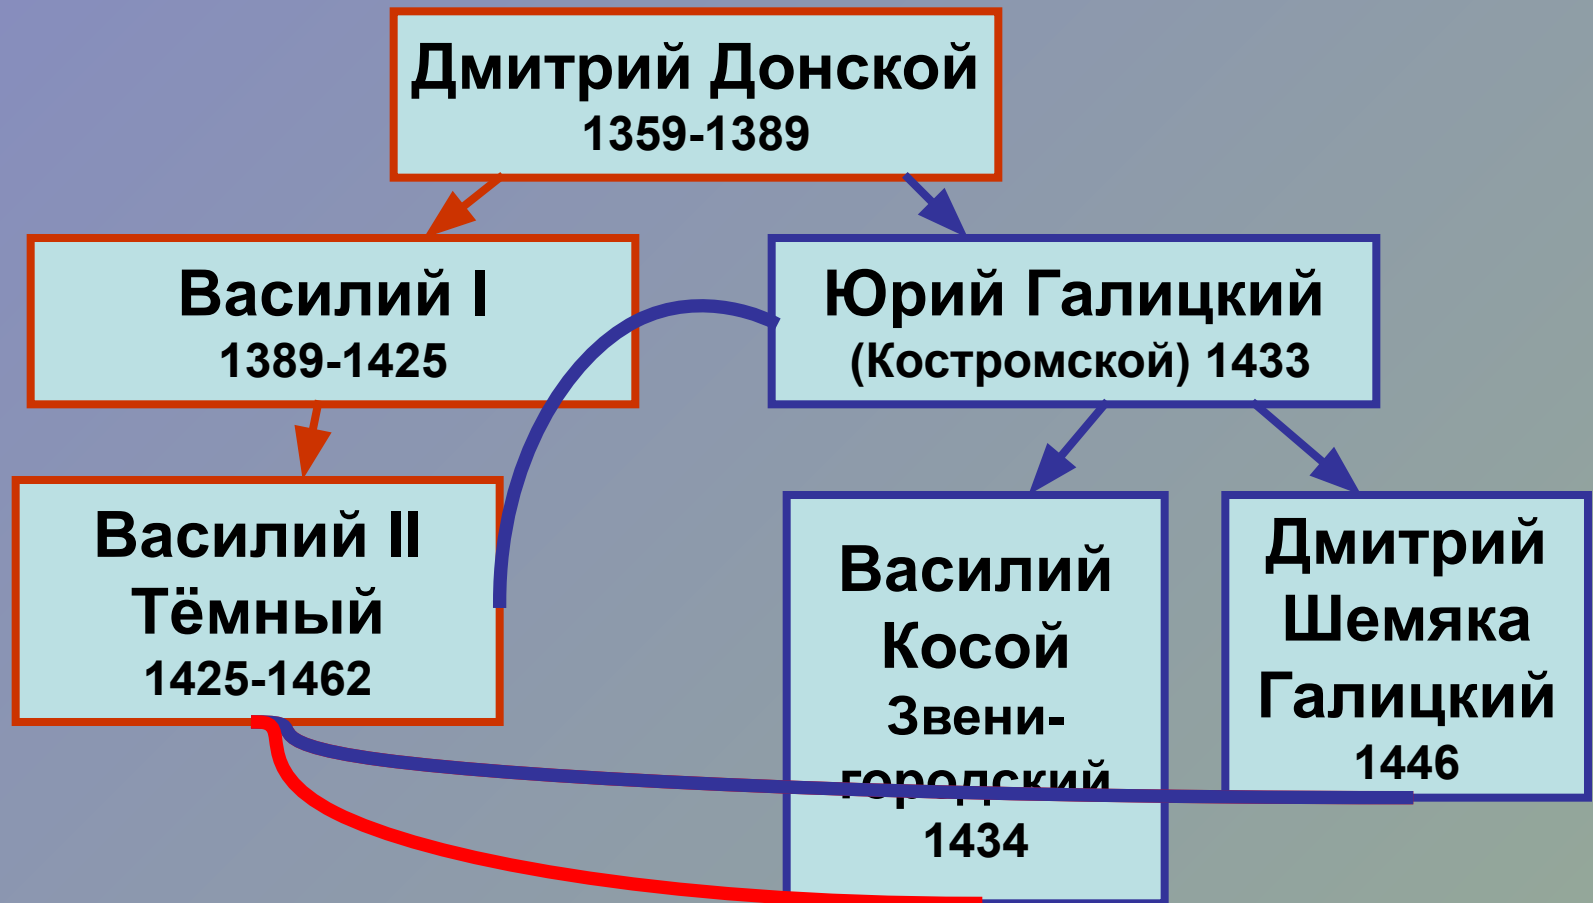 Дмитрий Донской
1359-1389
Василий I
1389-1425
Юрий Галицкий
(Костромской) 1433
Василий II
Тёмный
1425-1462
Василий
Косой
Звени-
городский
1434
Дмитрий
Шемяка
Галицкий
1446